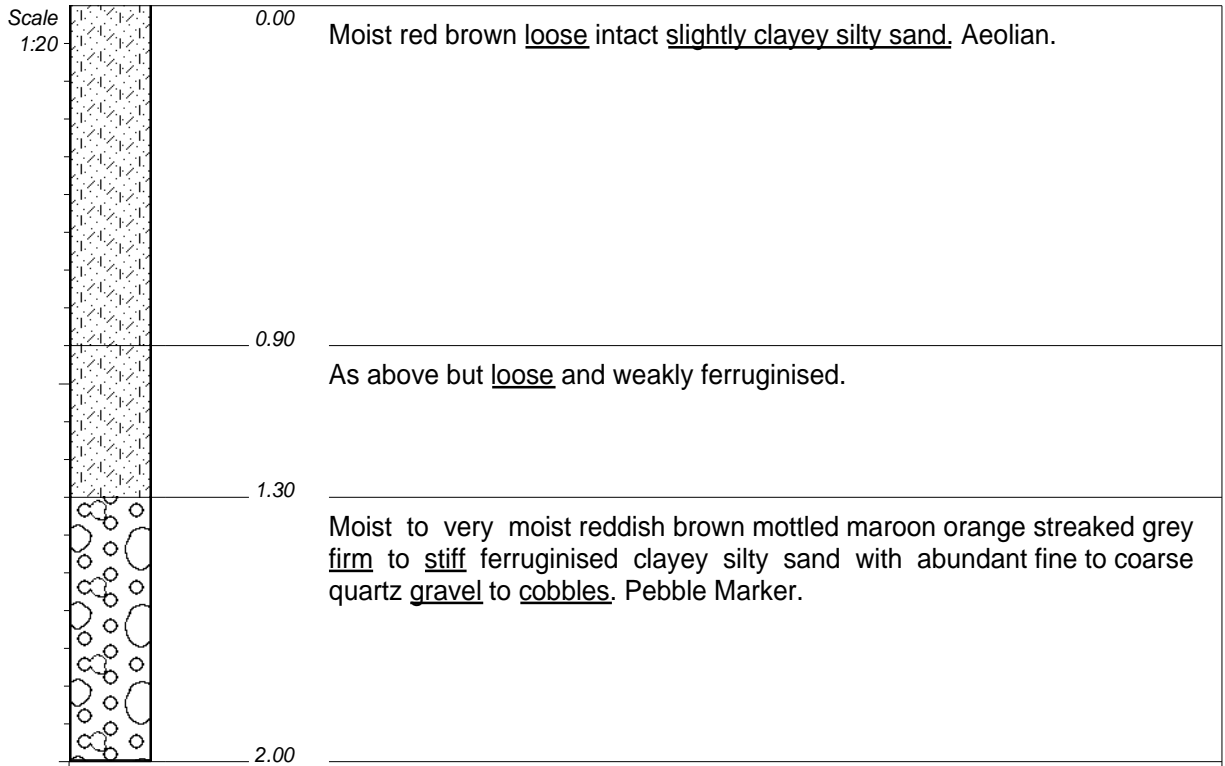 Scale
1:20
0.00
Moist red brown loose intact slightly clayey silty sand. Aeolian.
0.90
As above but loose and weakly ferruginised.
1.30
Moist to very moist reddish brown mottled maroon orange streaked grey
firm to stiff ferruginised clayey silty sand with abundant fine to coarse
quartz gravel to cobbles. Pebble Marker.
2.00